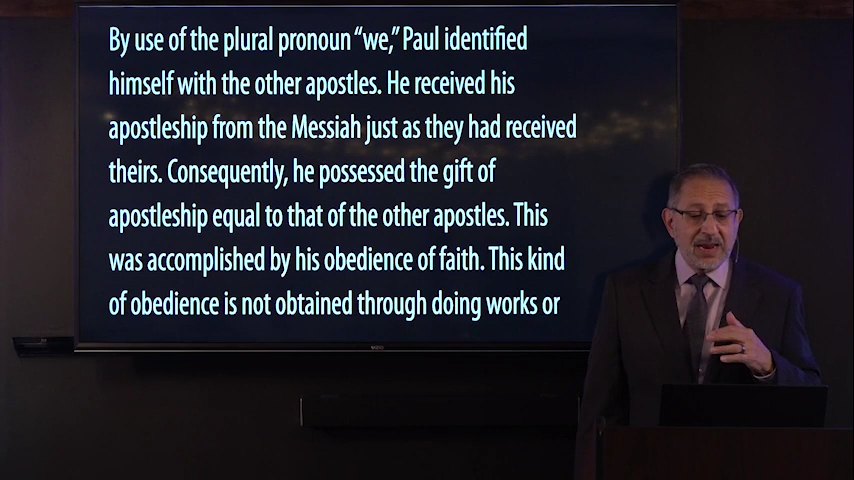 By use of the plural pronoun “we,” Paul identified
himself with the other apostles. He received his
apostleship from the Messiah just as they had received
theirs. Consequently, he possessed the gift of
apostleship equal to that of the other apostles. This
was accomplished by his obedience of faith. This kind
of obedience is not obtained through doing works or
VIZIO